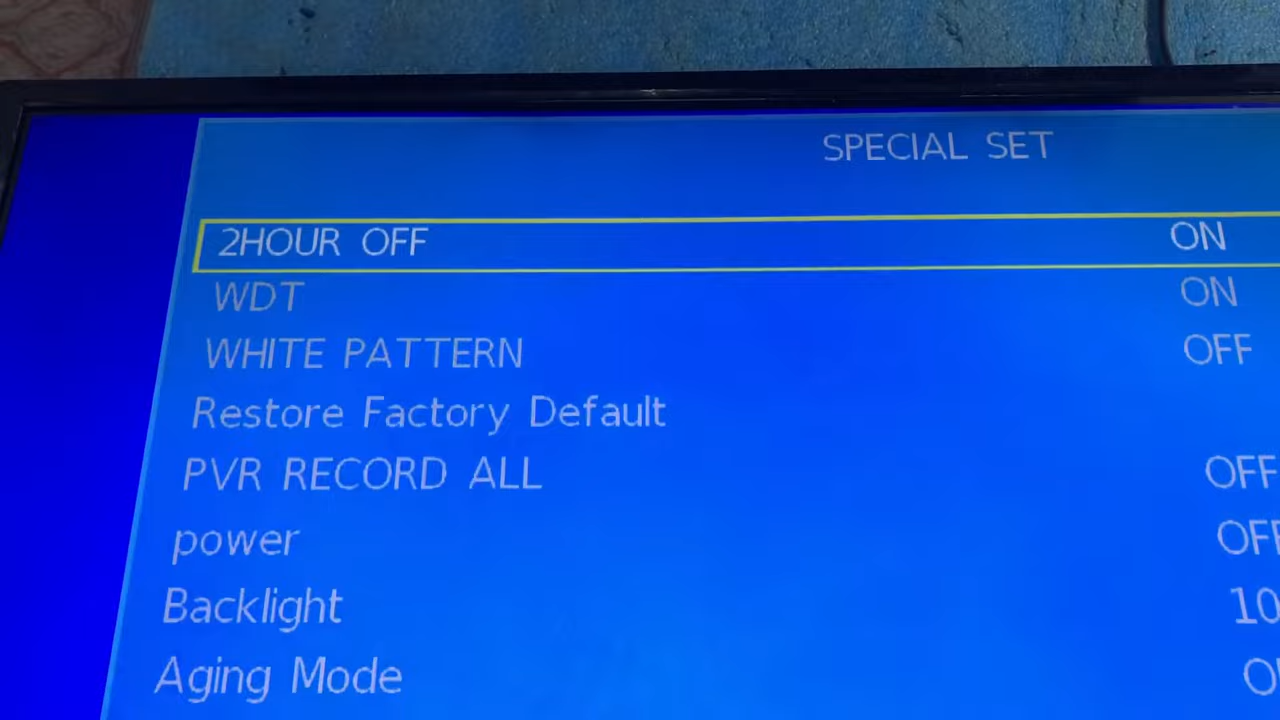 SPECIAL SET
2HOUR OFF ON
WDT ON
WHITE PATTERN OFF
Restore Factory Default
PVR RECORD ALL OFF
power OFF
Backlight 10
Aging Mode